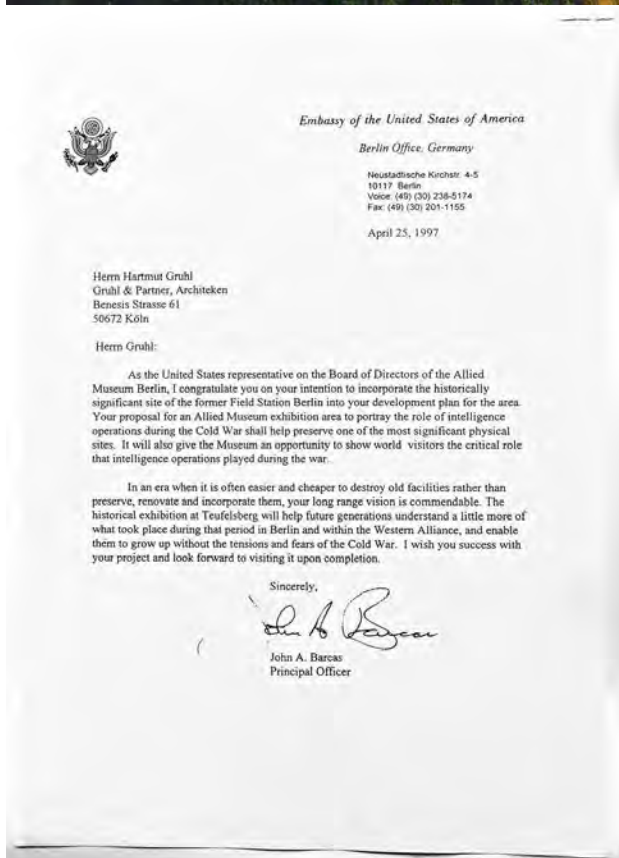 Embassy of the United States of America
Berlin Office, Germany
Neustadtische Kirchstr. 4-5
10117 Berlin
Voice: (49) (30) 238-5174
Fax: (49) (30) 201-1155
April 25, 1997
Herrn Hartmut Gruhl
Gruhl & Partner, Architeken
Benesis Strasse 61
50672 Köln
Herrn Gruhl:
As the United States representative on the Board of Directors of the Allied
Museum Berlin, I congratulate you on your intention to incorporate the historically
significant site of the former Field Station Berlin into your development plan for the area.
Your proposal for an Allied Museum exhibition area to portray the role of intelligence
operations during the Cold War shall help preserve one of the most significant physical
sites. It will also give the Museum an opportunity to show world visitors the critical role
that intelligence operations played during the war.
In an era when it is often easier and cheaper to destroy old facilities rather than
preserve, renovate and incorporate them, your long range vision is commendable. The
historical exhibition at Teufelsberg will help future generations understand a little more of
what took place during that period in Berlin and within the Western Alliance, and enable
them to grow up without the tensions and fears of the Cold War. I wish you success with
your project and look forward to visiting it upon completion.
Sincerely,
John A Barcas
John A. Barcas
Principal Officer